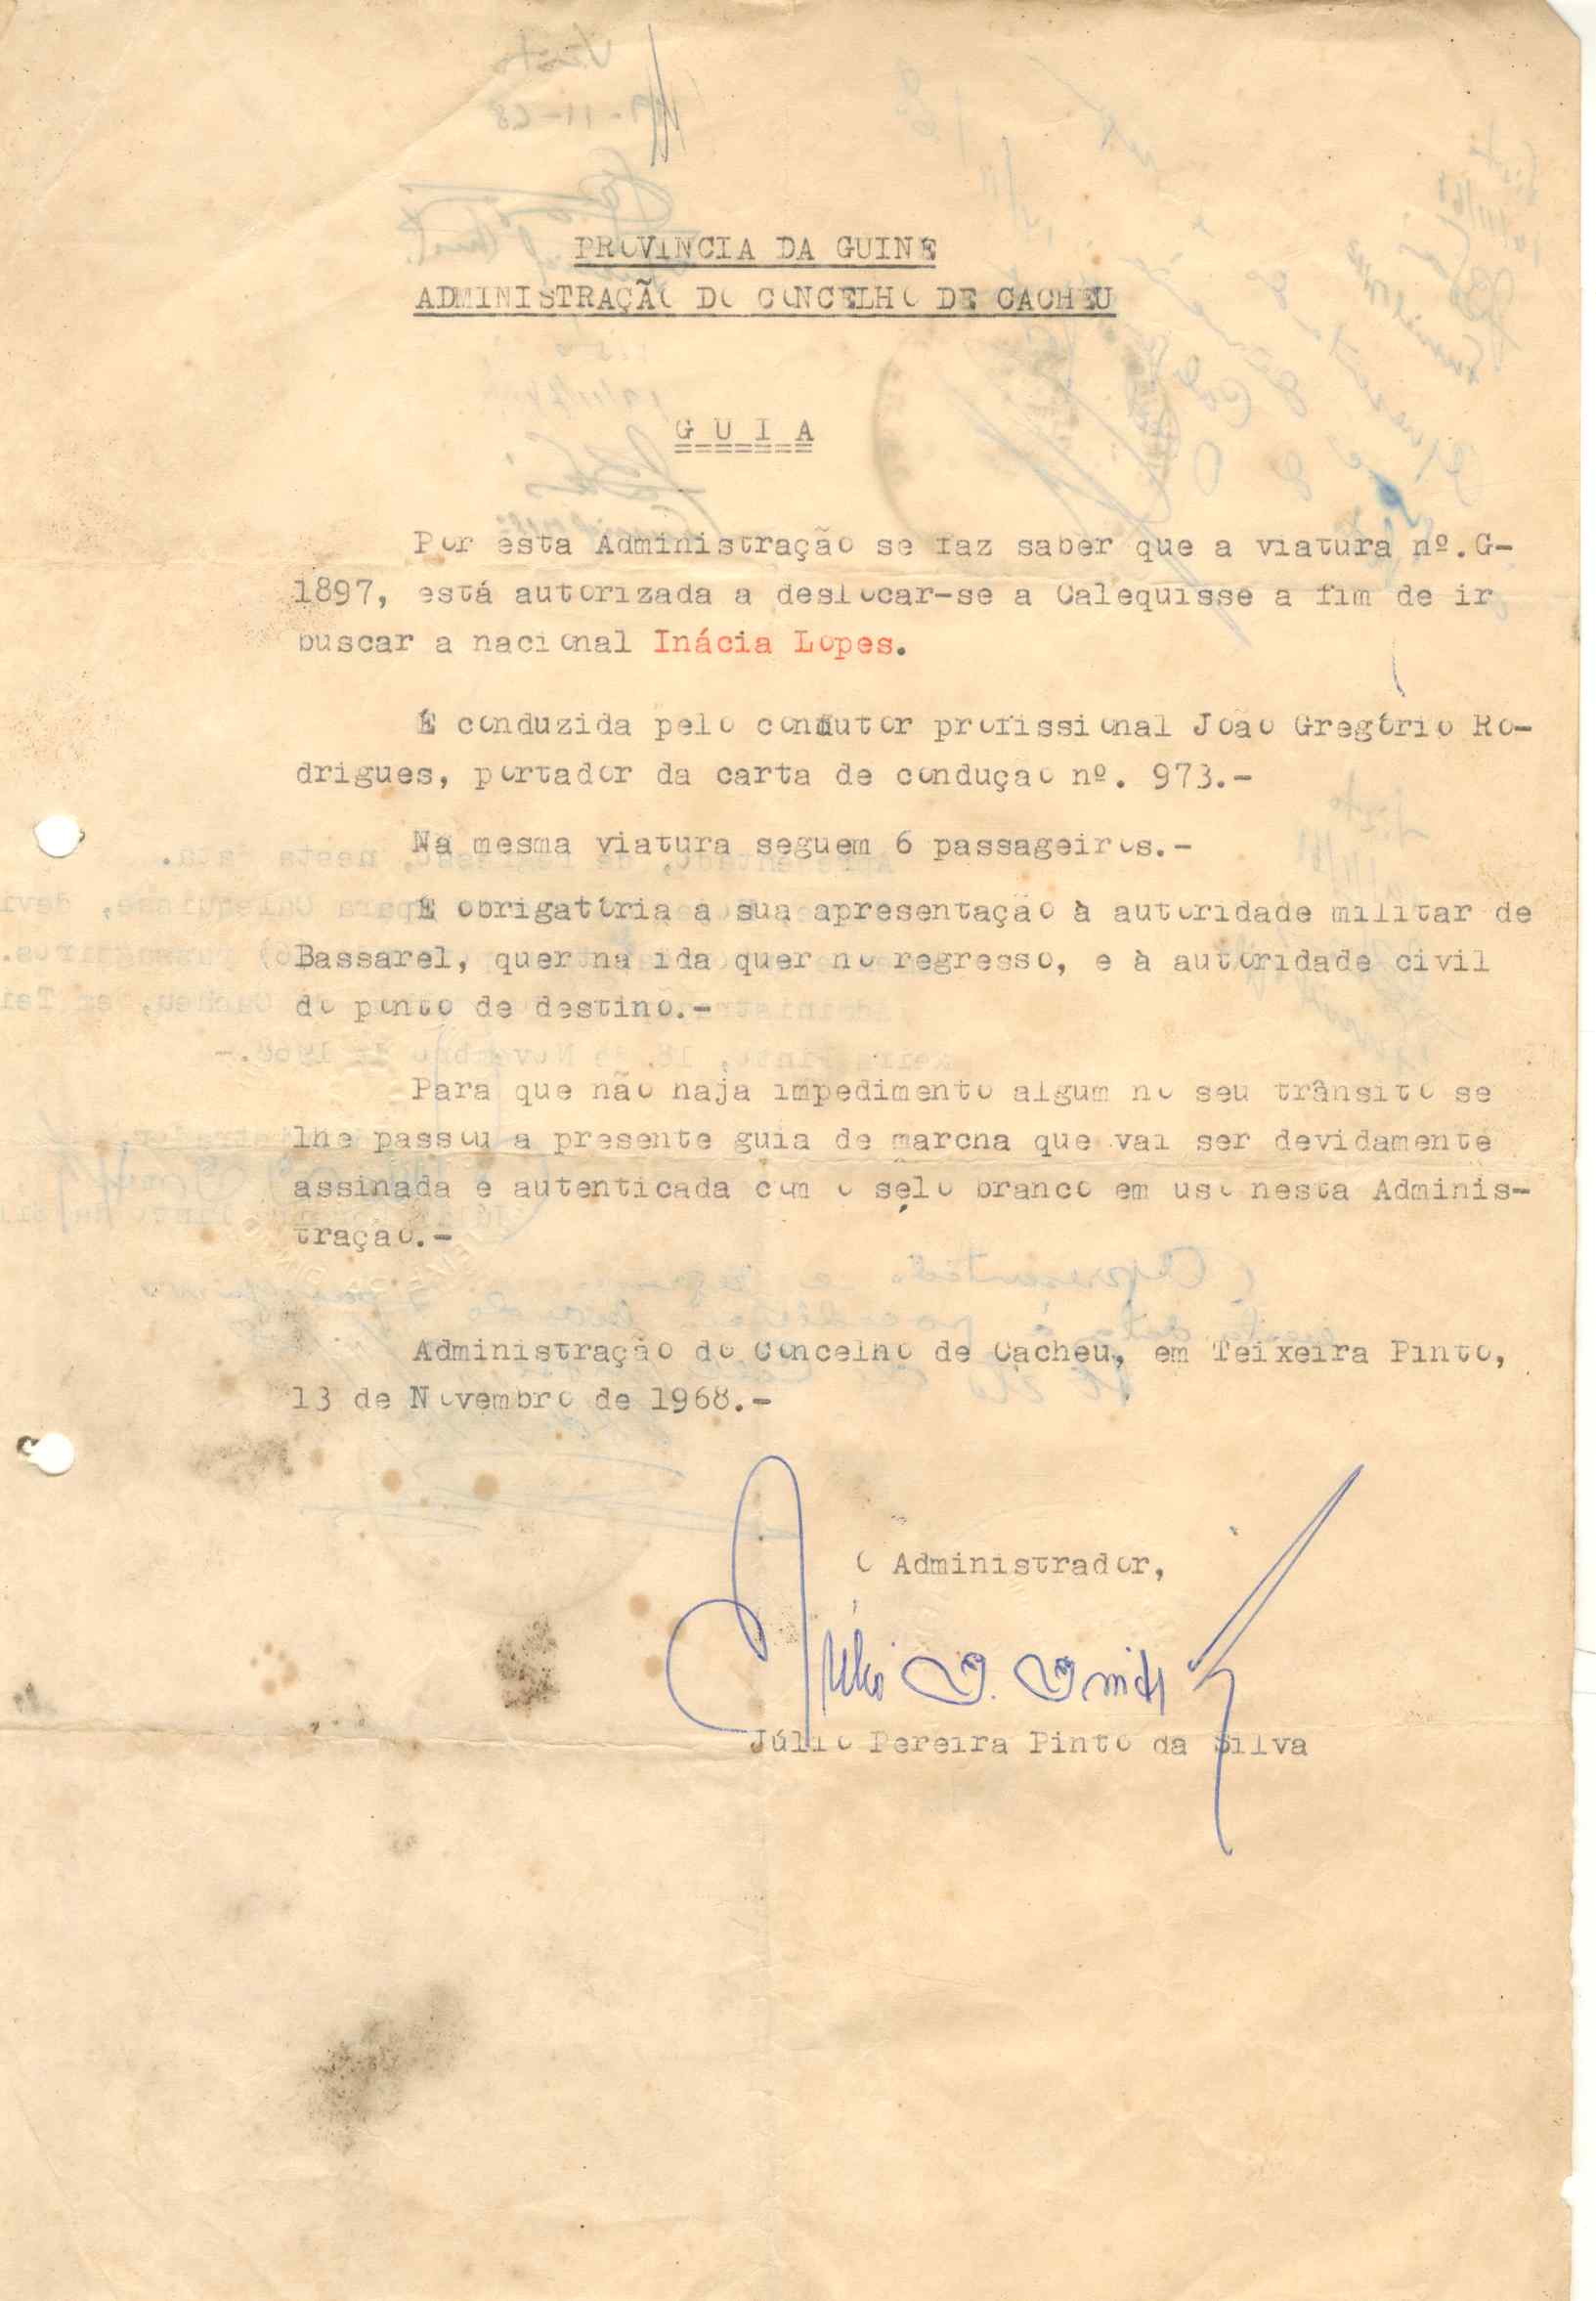 PROVINCIA DA GUINÉ
ADMINISTRAÇÃO DO CONCELHO DE CACHEU
G U I A
Por esta Administração se faz saber que a viatura nº.G-
1897, está autorizada a deslocar-se a Calequisse a fim de ir
buscar a nacional Inácia Lopes.
É conduzida pelo condutor profissional João Gregório Ro-
drigues, portador da carta de condução nº. 973.-
Na mesma viatura seguem 6 passageiros.-
É obrigatória a sua apresentação à autoridade militar de
Bassarel, quer na ida quer no regresso, e à autoridade civil
do ponto de destino.-
Para que não haja impedimento algum no seu trânsito se
lhe passou a presente guia de marcha que vai ser devidamente
assinada e autenticada com o selo branco em uso nesta Adminis-
tração.-
Administração do Concelho de Cacheu, em Teixeira Pinto,
13 de Novembro de 1968.-
O Administrador,
Júlio Pereira Pinto da Silva